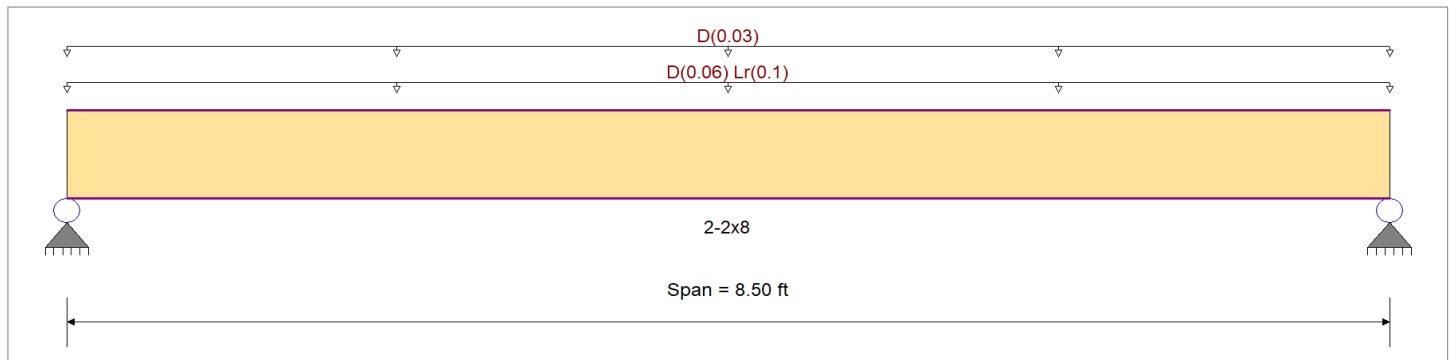 D(0.03)
D(0.06) Lr(0.1)
2-2x8
Span = 8.50 ft